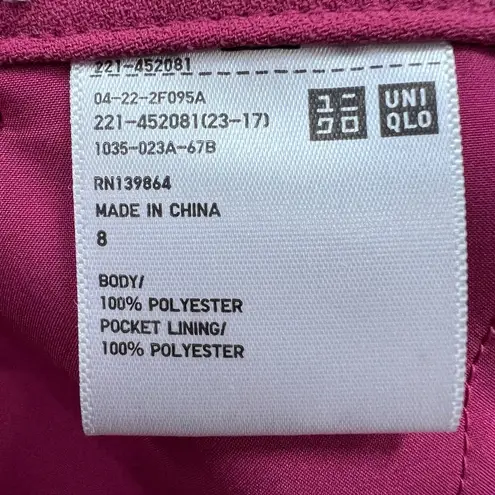 221-452081
04-22-2F095A
221-452081(23-17)
1035-023A-67B
ユニ
クロ
UNI
QLO
RN139864
MADE IN CHINA
8
BODY/
100% POLYESTER
POCKET LINING/
100% POLYESTER